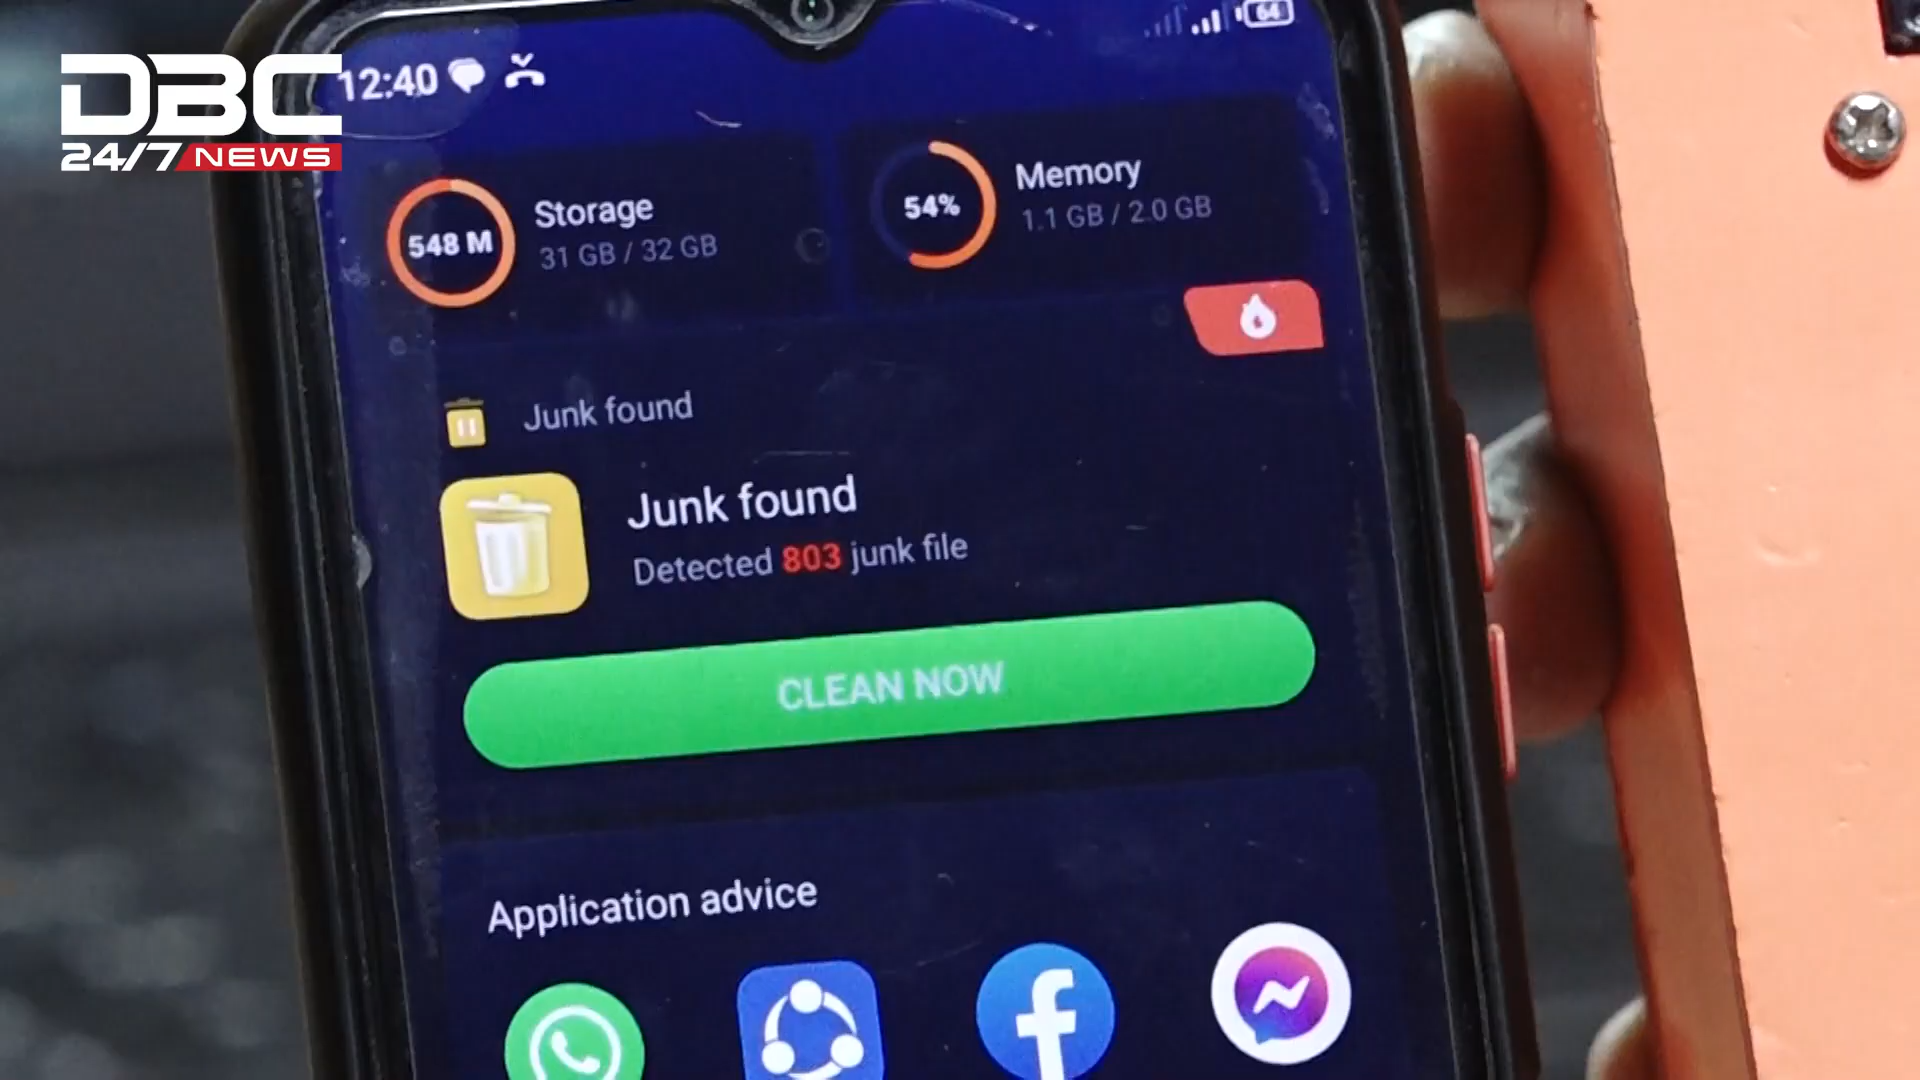 DBC
24/7 NEWS
12:40
64
548 M
Storage
31 GB / 32 GB
54%
Memory
1.1 GB / 2.0 GB
Junk found
Junk found
Detected 803 junk file
CLEAN NOW
Application advice